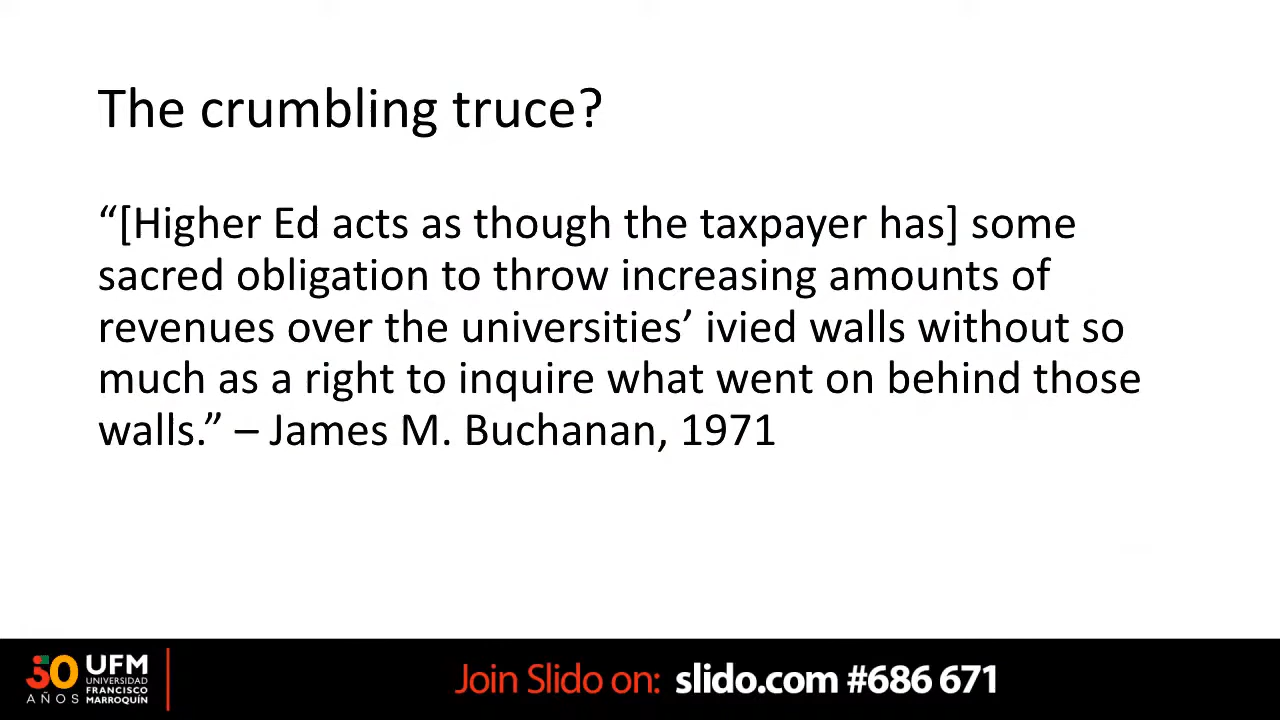 The crumbling truce?
“[Higher Ed acts as though the taxpayer has] some
sacred obligation to throw increasing amounts of
revenues over the universities’ ivied walls without so
much as a right to inquire what went on behind those
walls.” – James M. Buchanan, 1971
50
AÑOS
UFM
UNIVERSIDAD
FRANCISCO
MARROQUÍN
Join Slido on: slido.com #686 671